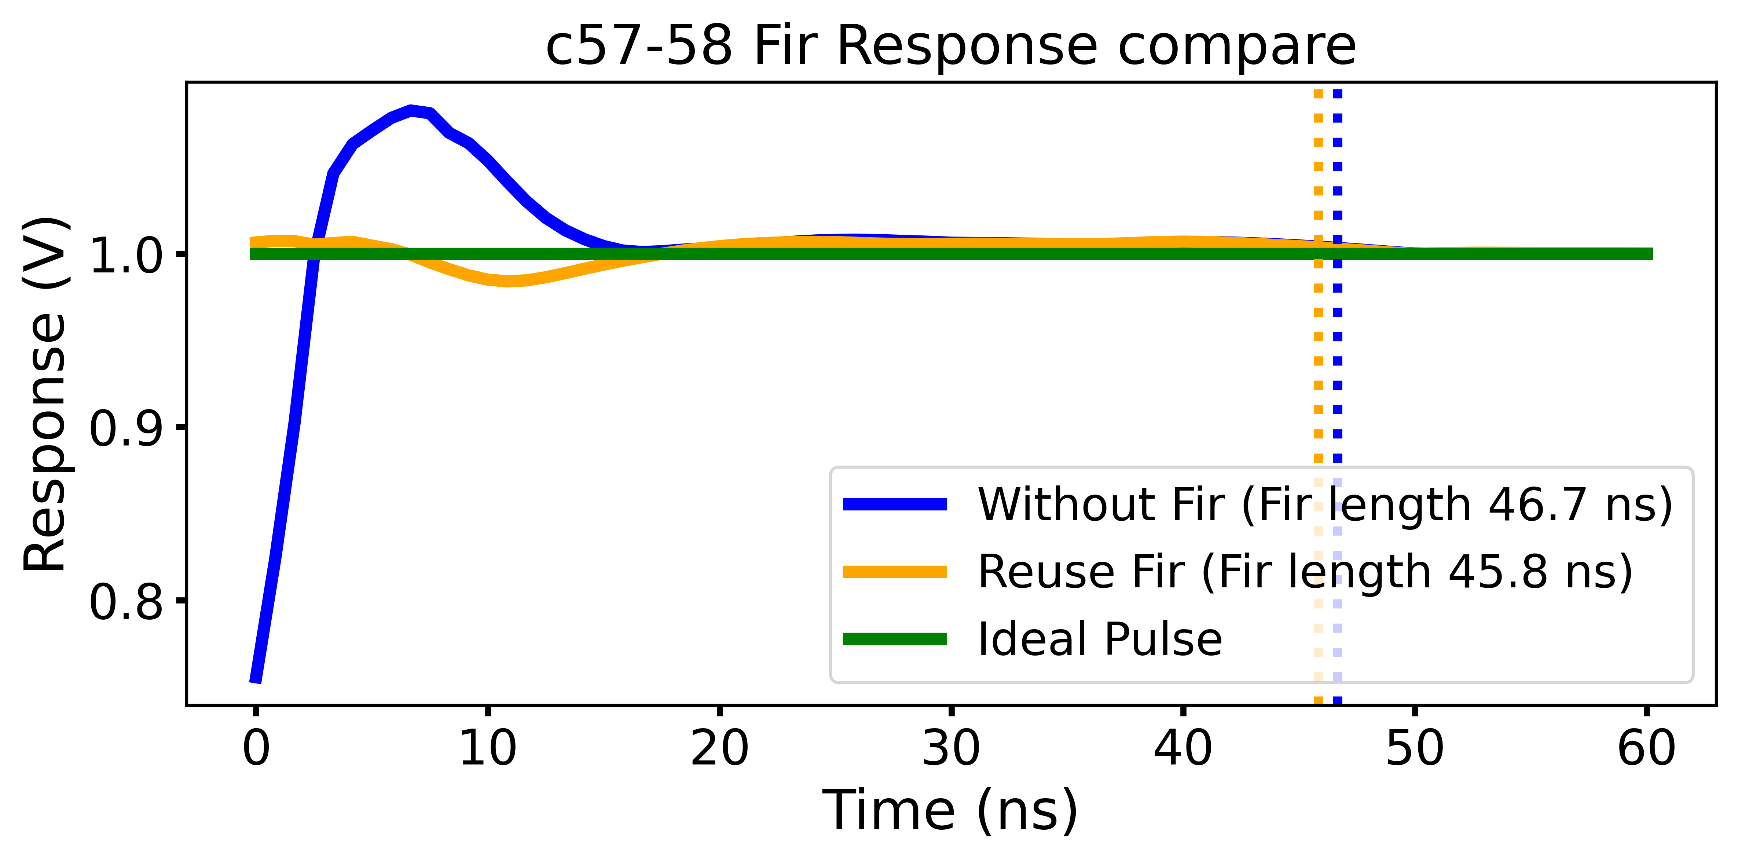 c57-58 Fir Response compare
Response (V)
1.0
0.9
0.8
Without Fir (Fir length 46.7 ns)
Reuse Fir (Fir length 45.8 ns)
Ideal Pulse
0 10 20 30 40 50 60
Time (ns)